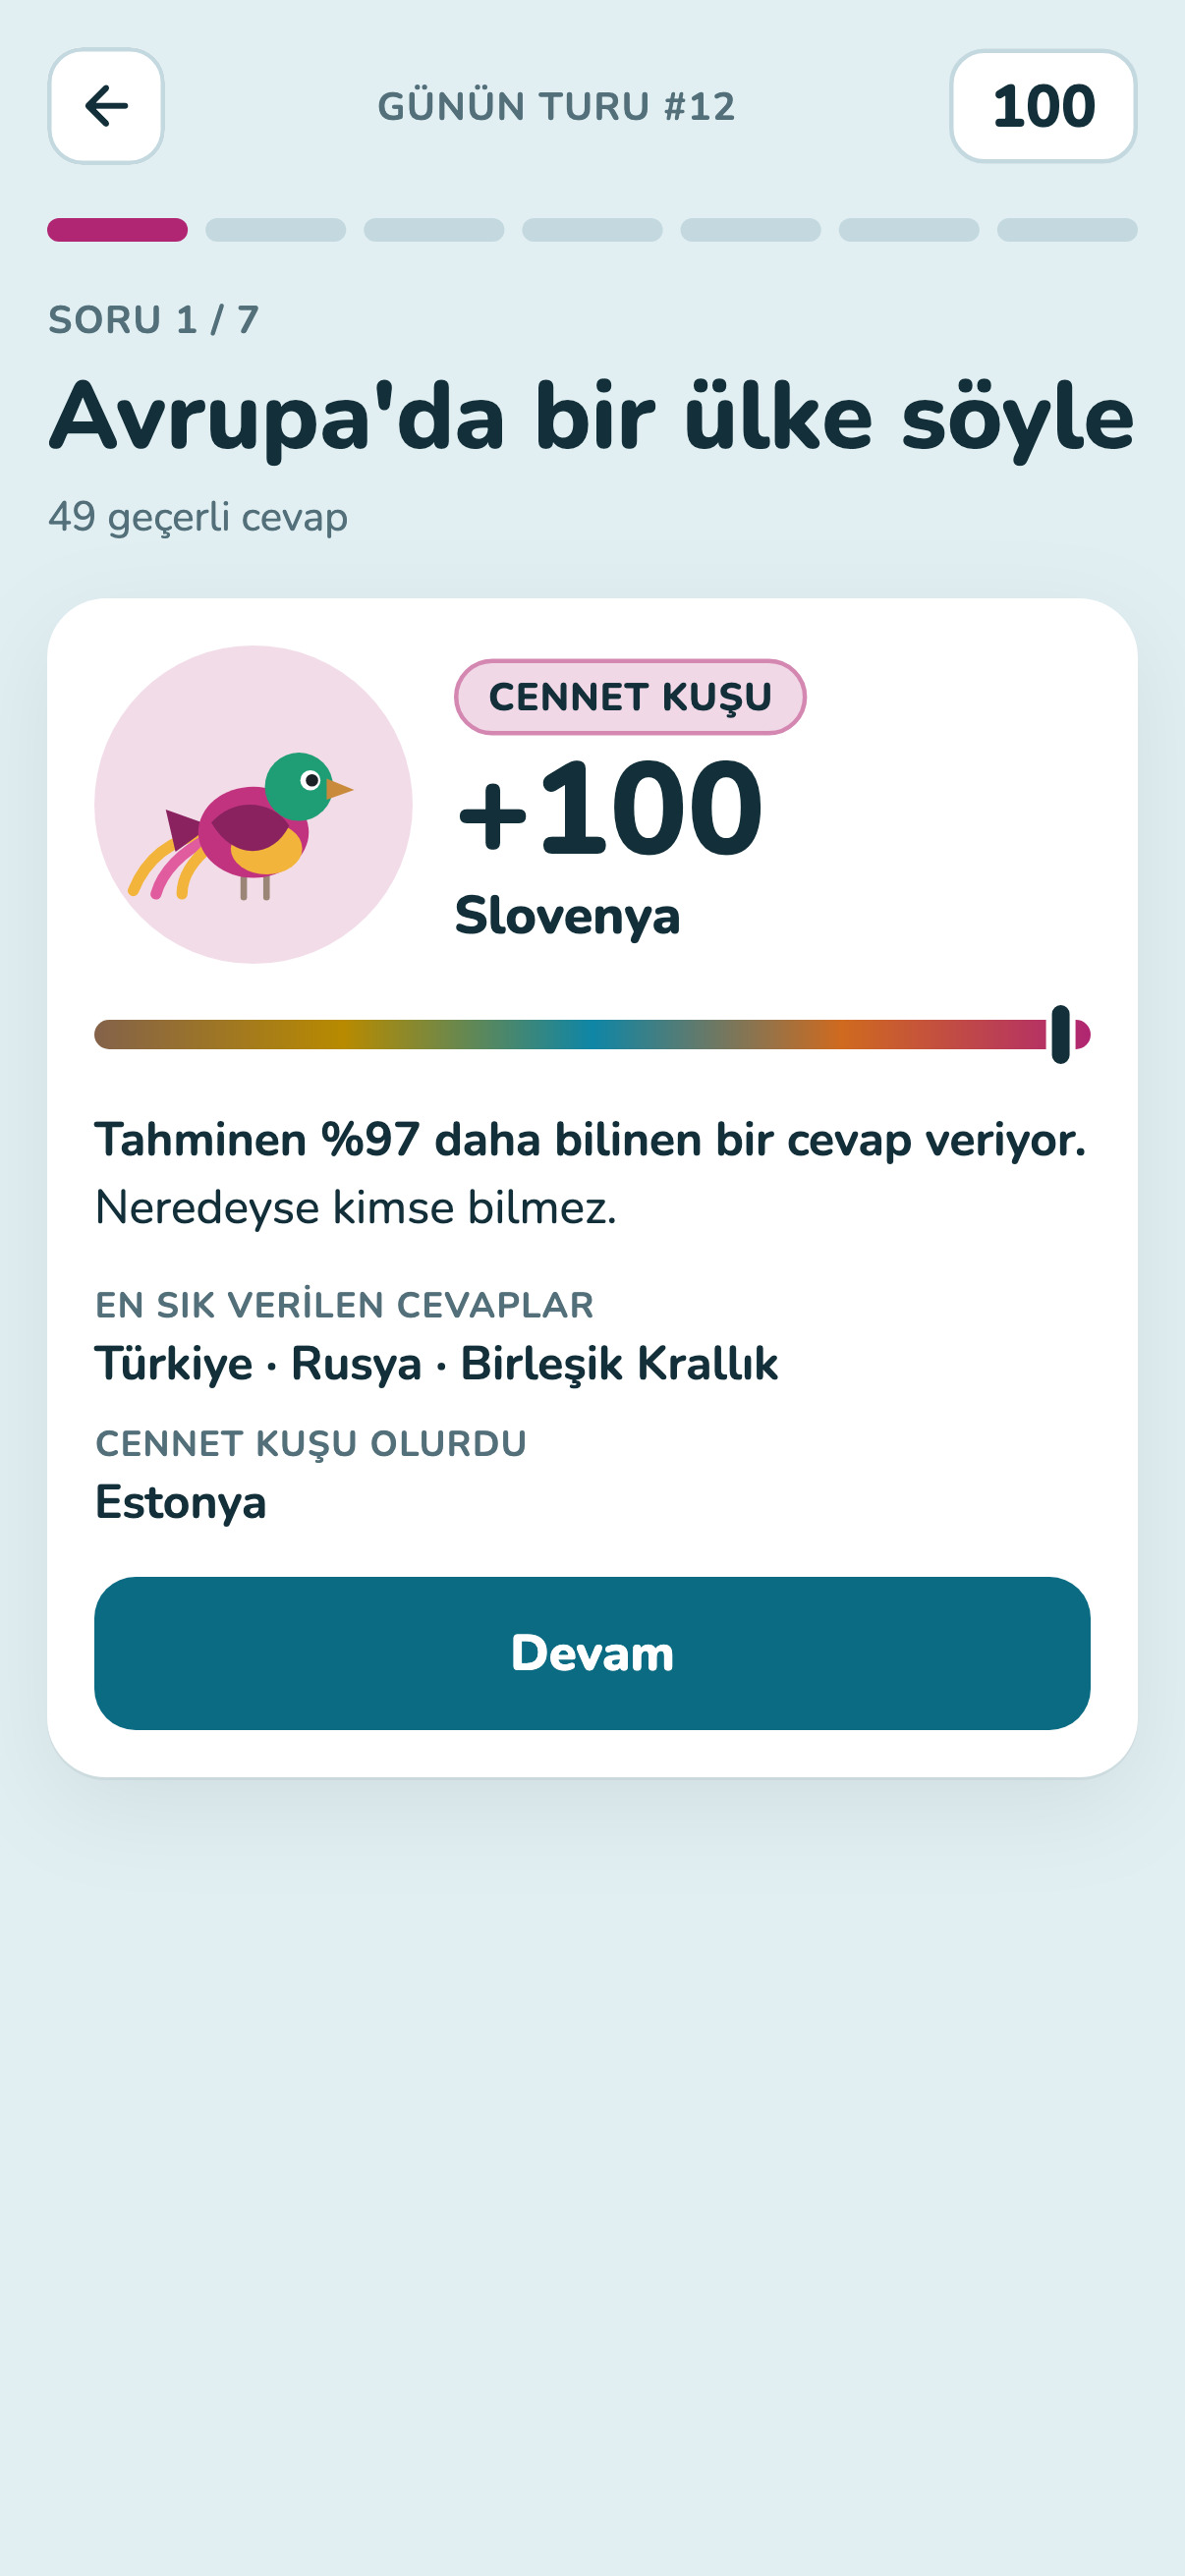 GÜNÜN TURU #12
100
SORU 1 / 7
Avrupa'da bir ülke söyle
49 geçerli cevap
CENNET KUŞU
+100
Slovenya
Tahminen %97 daha bilinen bir cevap veriyor.
Neredeyse kimse bilmez.
EN SIK VERİLEN CEVAPLAR
Türkiye · Rusya · Birleşik Krallık
CENNET KUŞU OLURDU
Estonya
Devam